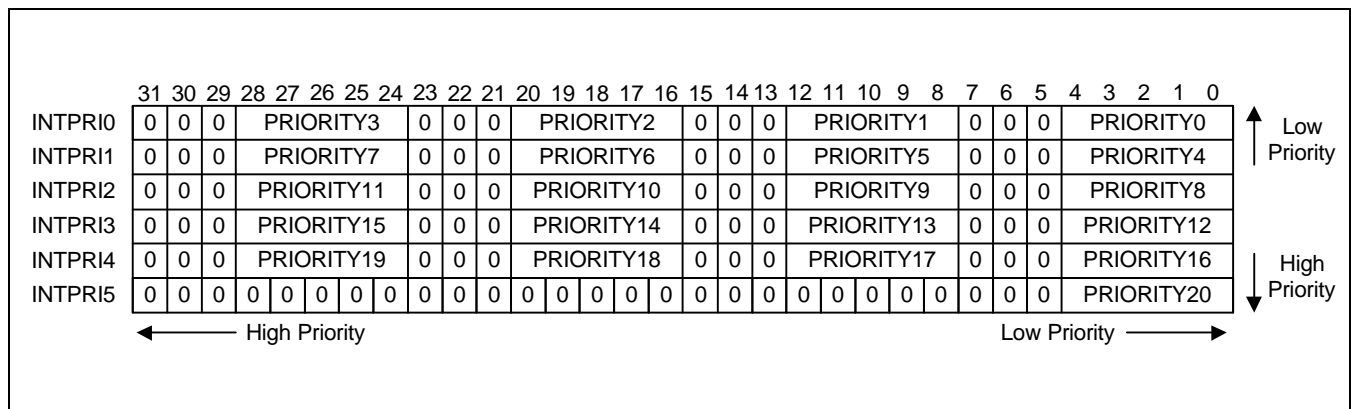 31 30 29 28 27 26 25 24 23 22 21 20 19 18 17 16 15 14 13 12 11 10 9 8 7 6 5 4 3 2 1 0
INTPRI0 0 0 0 PRIORITY3 0 0 0 PRIORITY2 0 0 0 PRIORITY1 0 0 0 PRIORITY0 Low
INTPRI1 0 0 0 PRIORITY7 0 0 0 PRIORITY6 0 0 0 PRIORITY5 0 0 0 PRIORITY4 Priority
INTPRI2 0 0 0 PRIORITY11 0 0 0 PRIORITY10 0 0 0 PRIORITY9 0 0 0 PRIORITY8
INTPRI3 0 0 0 PRIORITY15 0 0 0 PRIORITY14 0 0 0 PRIORITY13 0 0 0 PRIORITY12
INTPRI4 0 0 0 PRIORITY19 0 0 0 PRIORITY18 0 0 0 PRIORITY17 0 0 0 PRIORITY16 High
INTPRI5 0 0 0 0 0 0 0 0 0 0 0 0 0 0 0 0 0 0 0 0 0 0 0 0 0 0 0 PRIORITY20 Priority
High Priority Low Priority